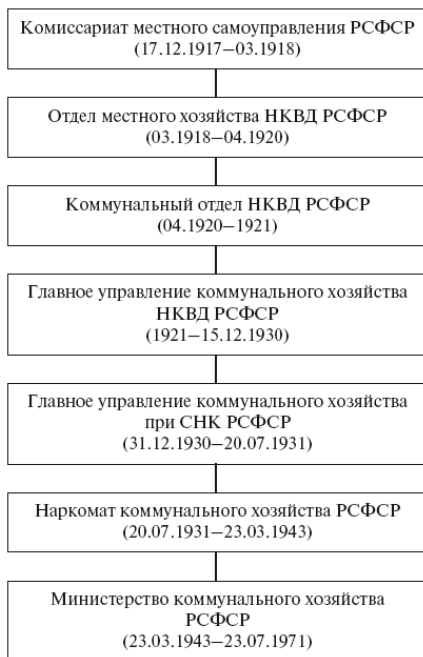 Комиссариат местного самоуправления РСФСР
(17.12.1917–03.1918)
Отдел местного хозяйства НКВД РСФСР
(03.1918–04.1920)
Коммунальный отдел НКВД РСФСР
(04.1920–1921)
Главное управление коммунального хозяйства
НКВД РСФСР
(1921–15.12.1930)
Главное управление коммунального хозяйства
при СНК РСФСР
(31.12.1930–20.07.1931)
Наркомат коммунального хозяйства РСФСР
(20.07.1931–23.03.1943)
Министерство коммунального хозяйства
РСФСР
(23.03.1943–23.07.1971)